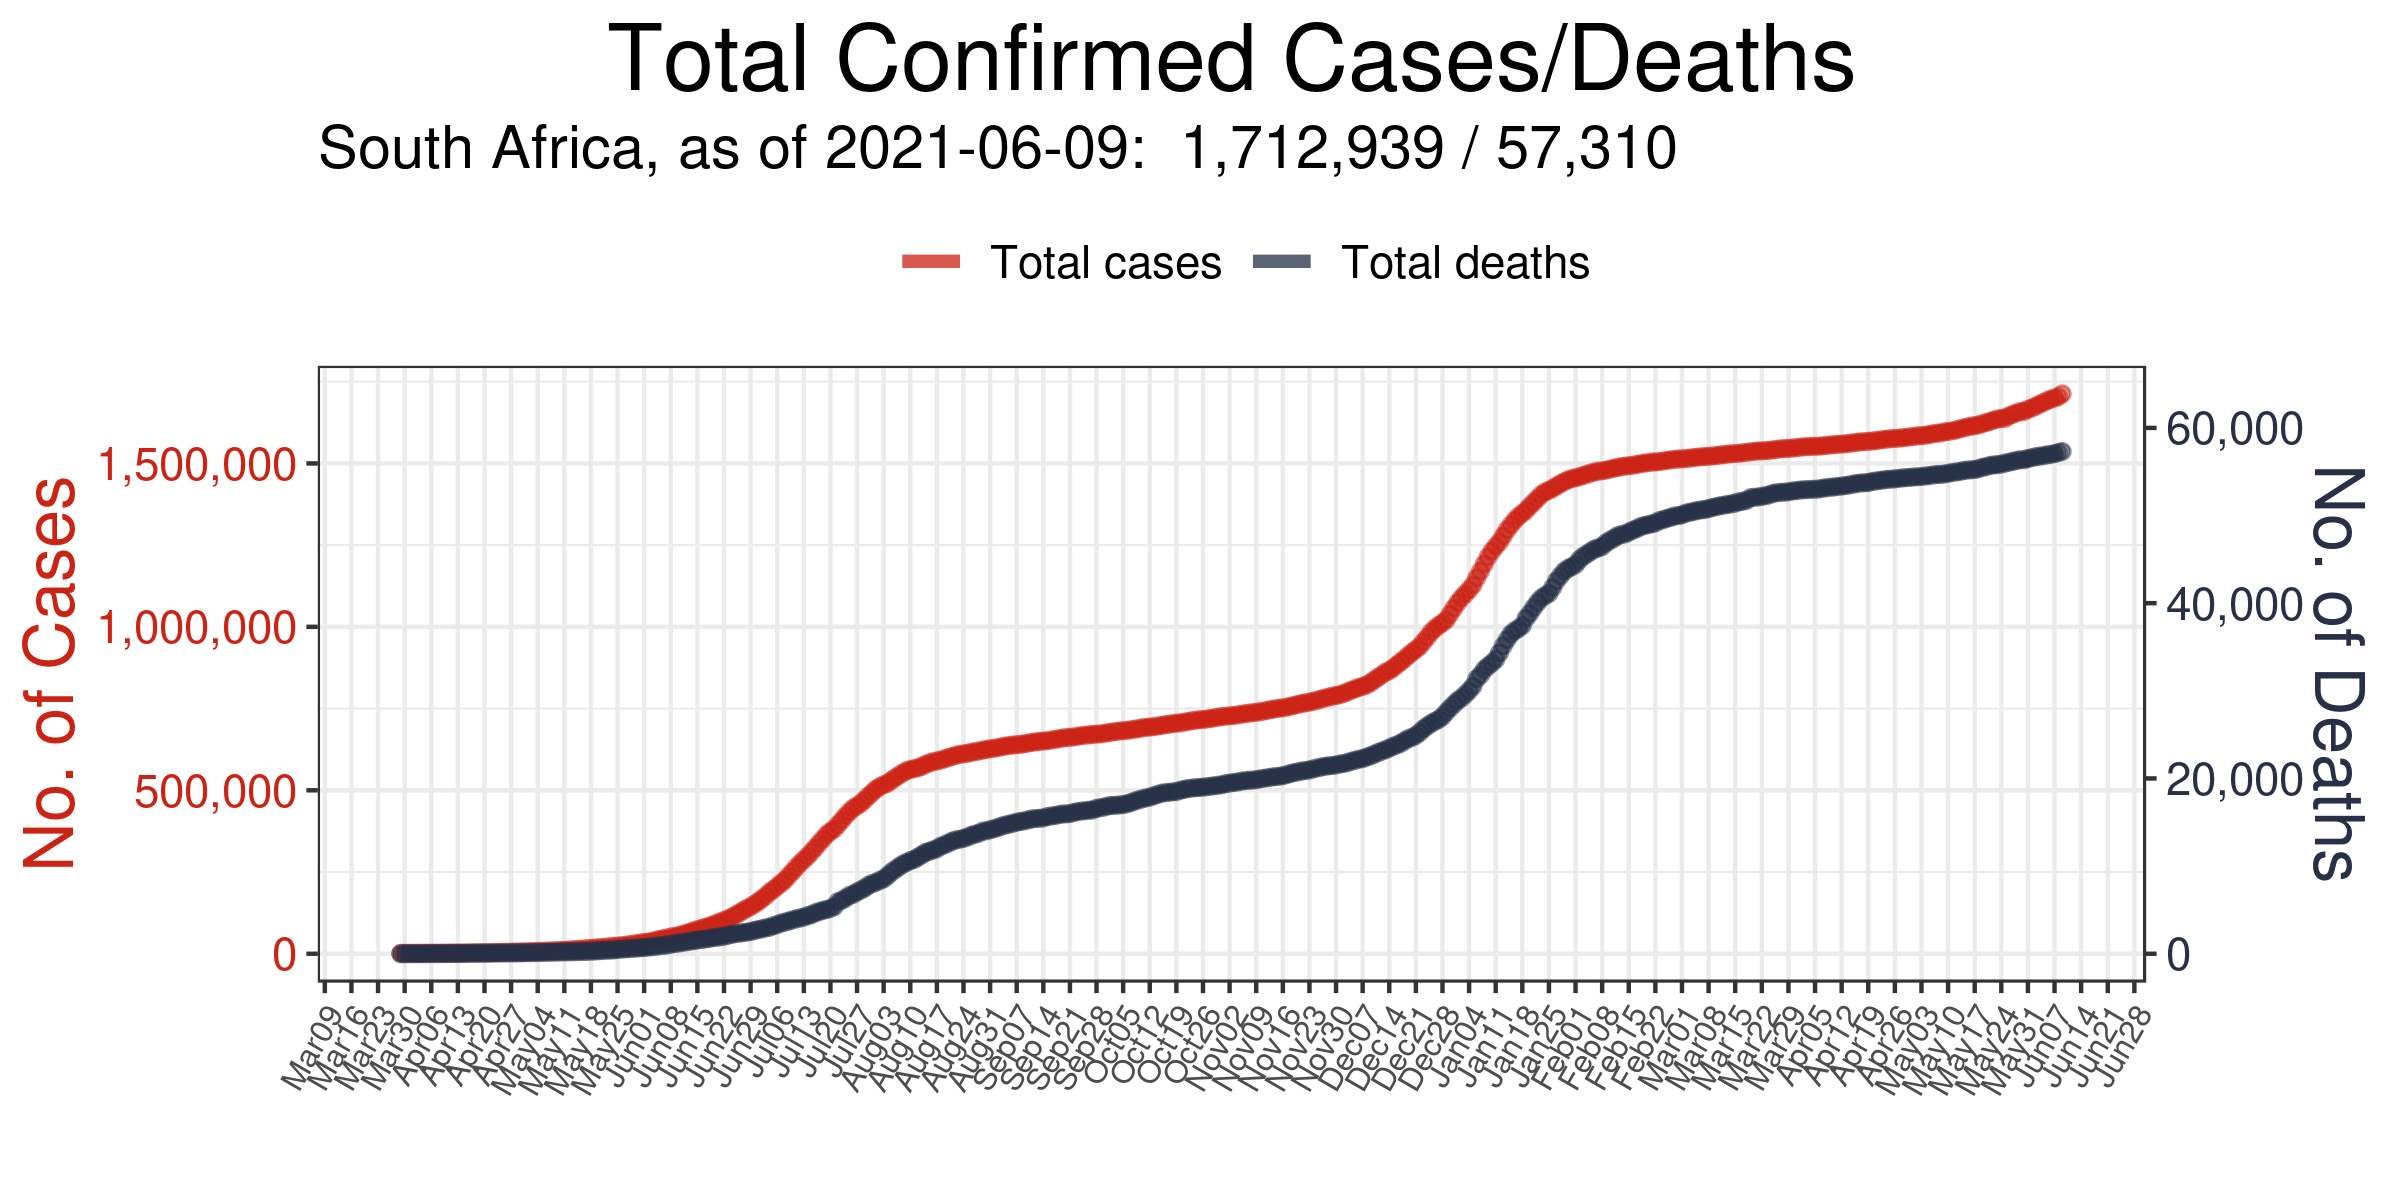 Total Confirmed Cases/Deaths
South Africa, as of 2021-06-09: 1,712,939 / 57,310
Total cases Total deaths
No. of Cases
1,500,000
1,000,000
500,000
0
60,000
40,000
20,000
0
No. of Deaths
Mar09
Mar16
Mar23
Mar30
Apr06
Apr13
Apr20
Apr27
May04
May11
May18
May25
Jun01
Jun08
Jun15
Jun22
Jun29
Jul06
Jul13
Jul20
Jul27
Aug03
Aug10
Aug17
Aug24
Aug31
Sep07
Sep14
Sep21
Sep28
Oct05
Oct12
Oct19
Oct26
Nov02
Nov09
Nov16
Nov23
Nov30
Dec07
Dec14
Dec21
Dec28
Jan04
Jan11
Jan18
Jan25
Feb01
Feb08
Feb15
Feb22
Mar01
Mar08
Mar15
Mar22
Mar29
Apr05
Apr12
Apr19
Apr26
May03
May10
May17
May24
May31
Jun07
Jun14
Jun21
Jun28